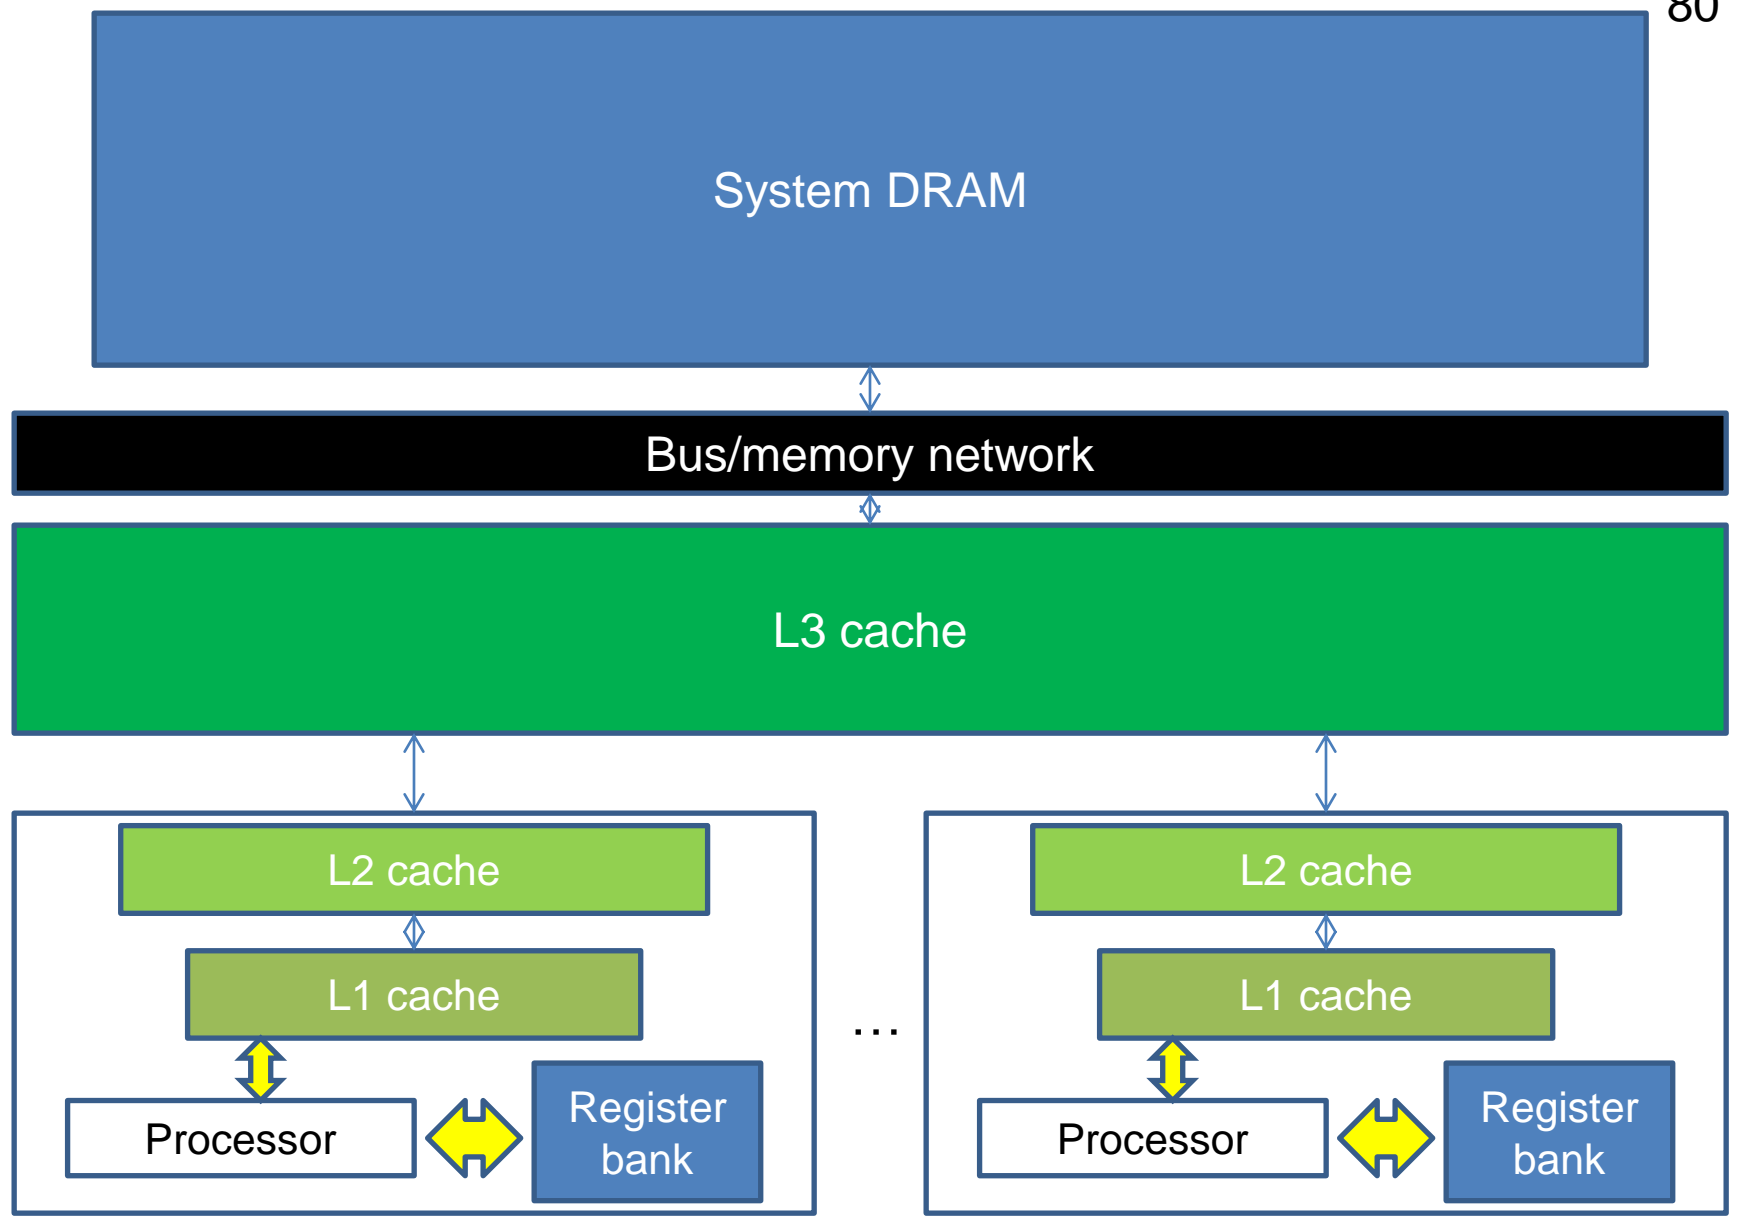 80
System DRAM
Bus/memory network
L3 cache
L2 cache
L2 cache
L1 cache
L1 cache
…
Register
bank
Processor
Register
bank
Processor